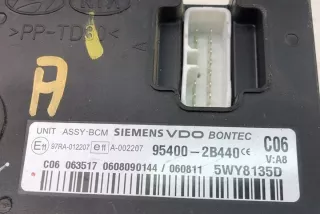 >PP-TD40<
A
UNIT ASSY-BCM SIEMENS VDO BONTEC
E11 97RA-012207 e11 A-002207 95400-2B440 CE C06
V:A8
C06 063517 0608090144 / 060811 5WY8135D